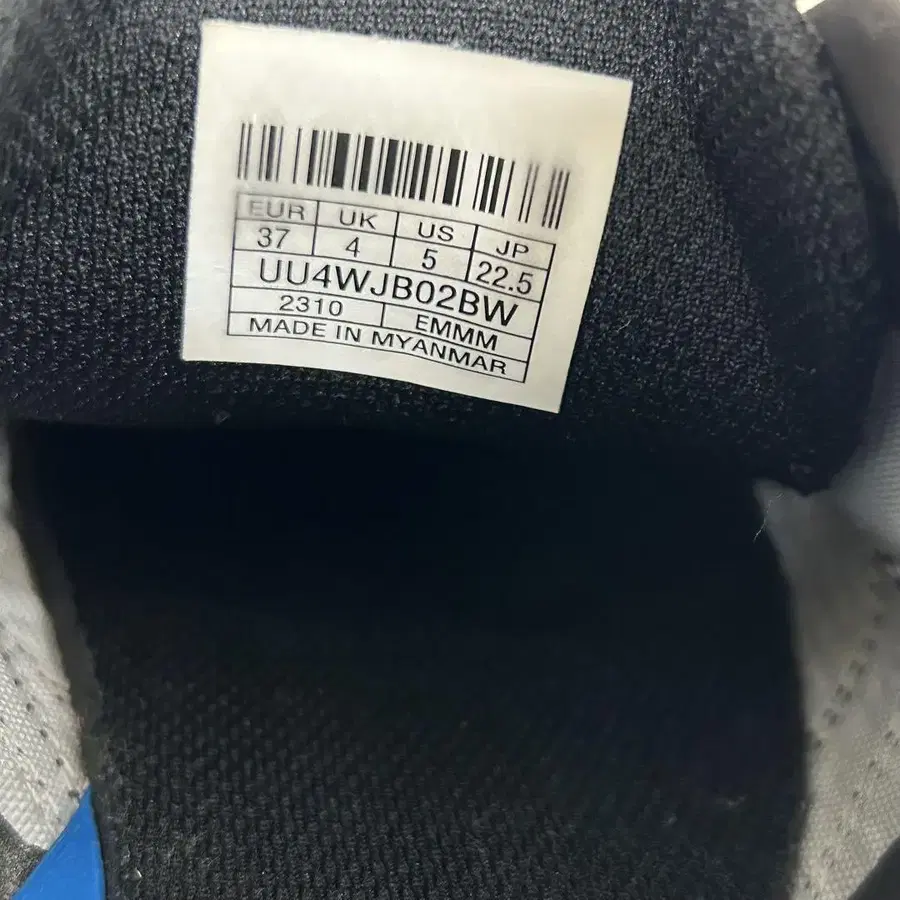 EUR UK US JP
37 4 5 22.5
UU4WJB02BW
2310 EMMM
MADE IN MYANMAR